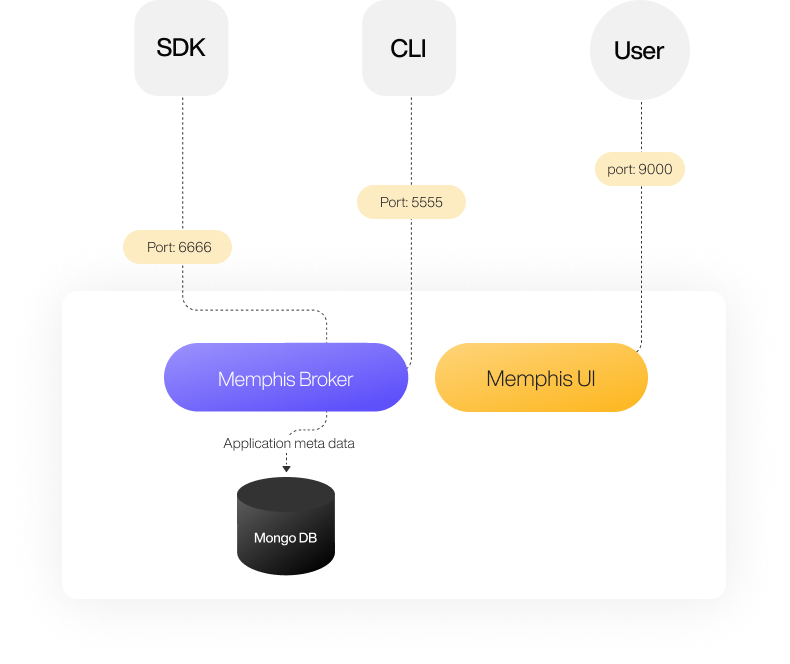 SDK
CLI
User
port: 9000
Port: 5555
Port: 6666
Memphis Broker
Memphis UI
Application meta data
Mongo DB